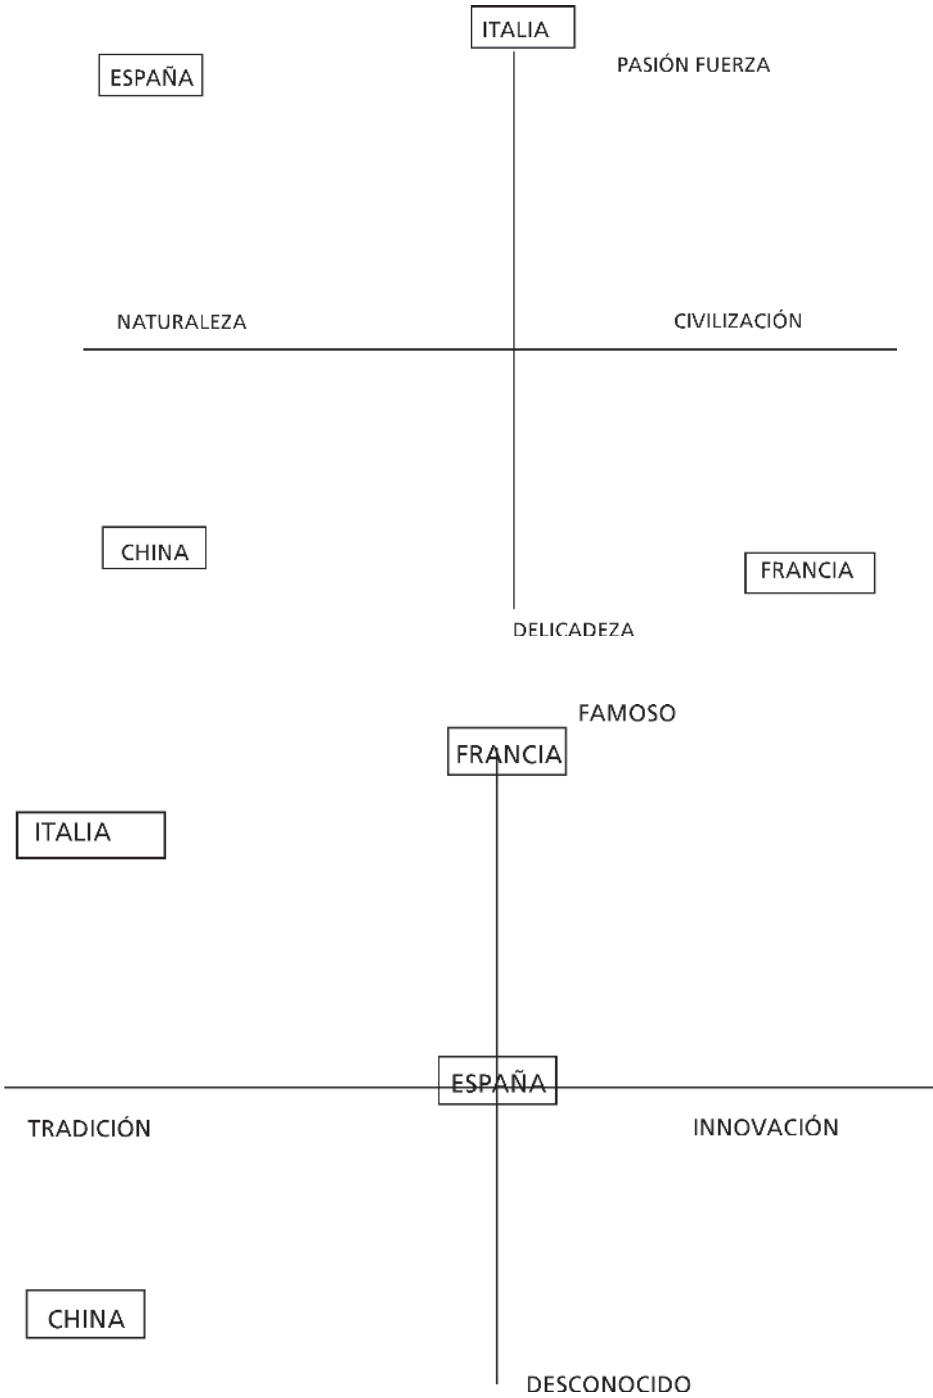 ITALIA
PASIÓN FUERZA
ESPAÑA
NATURALEZA
CIVILIZACIÓN
CHINA
FRANCIA
DELICADEZA
FAMOSO
FRANCIA
ITALIA
ESPAÑA
TRADICIÓN
INNOVACIÓN
CHINA
DESCONOCIDO